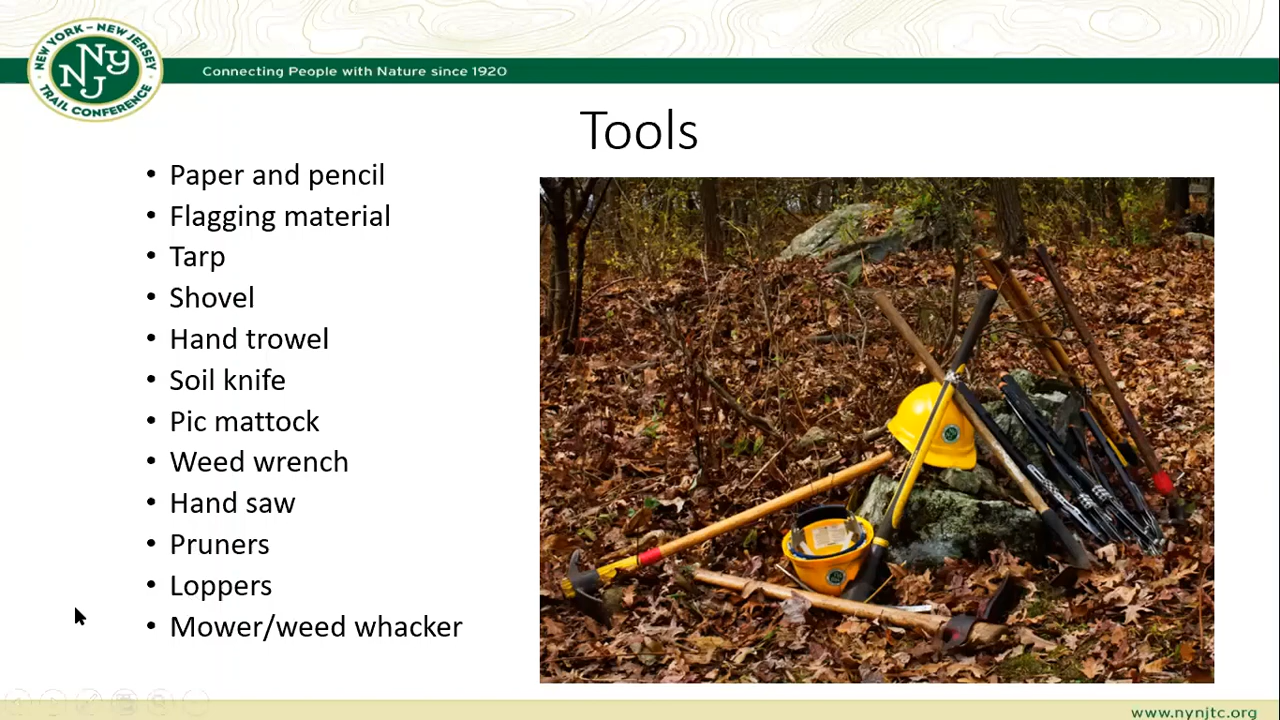 NEW YORK - NEW JERSEY
NY
NJ
TRAIL CONFERENCE
Connecting People with Nature since 1920
Tools
• Paper and pencil
• Flagging material
• Tarp
• Shovel
• Hand trowel
• Soil knife
• Pic mattock
• Weed wrench
• Hand saw
• Pruners
• Loppers
• Mower/weed whacker
www.nynjtc.org